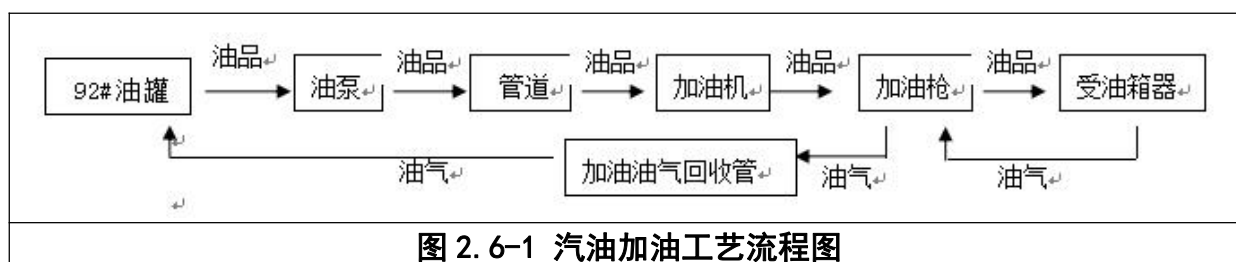 油品 油品 油品 油品 油品
92#油罐 油泵 管道 加油机 加油枪 受油箱器
油气 加油油气回收管 油气 油气
图 2.6-1 汽油加油工艺流程图